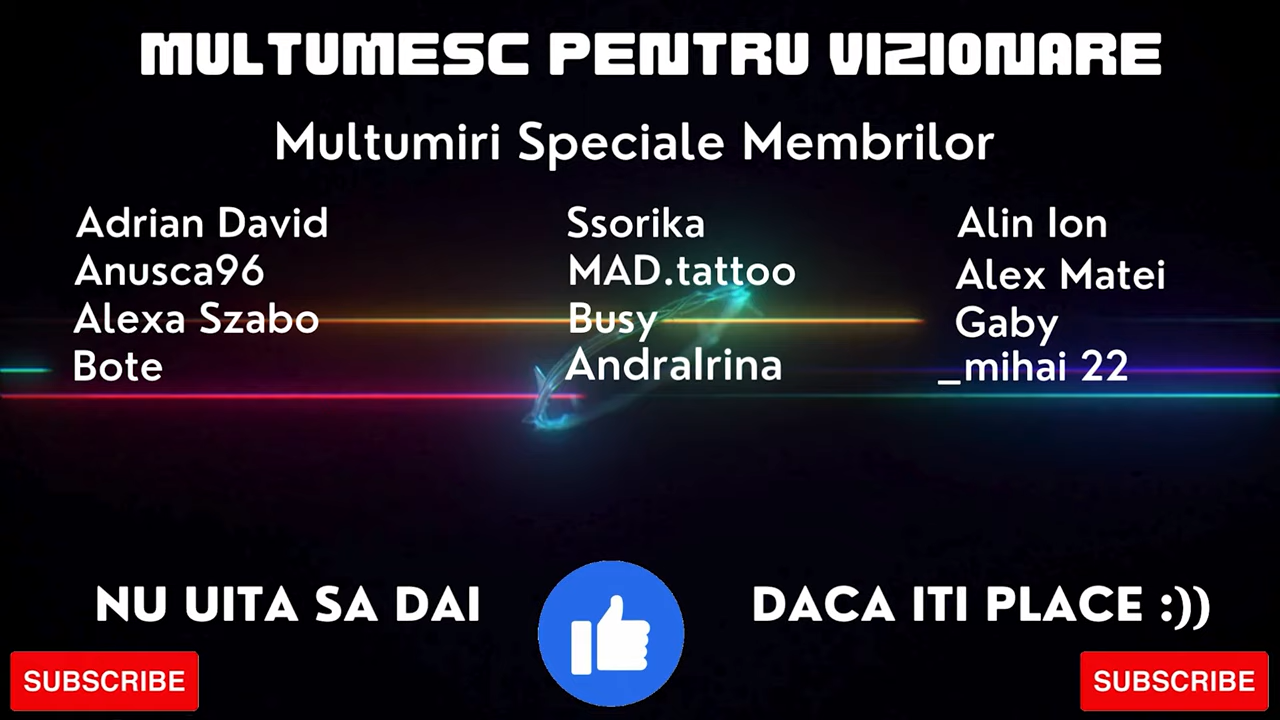 MULTUMESC PENTRU VIZIONARE
Multumiri Speciale Membrilor
Adrian David
Anusca96
Alexa Szabo
Bote
Ssorika
MAD.tattoo
Busy
AndraIrina
Alin Ion
Alex Matei
Gaby
_mihai 22
NU UITA SA DAI
DACA ITI PLACE :))
SUBSCRIBE
SUBSCRIBE